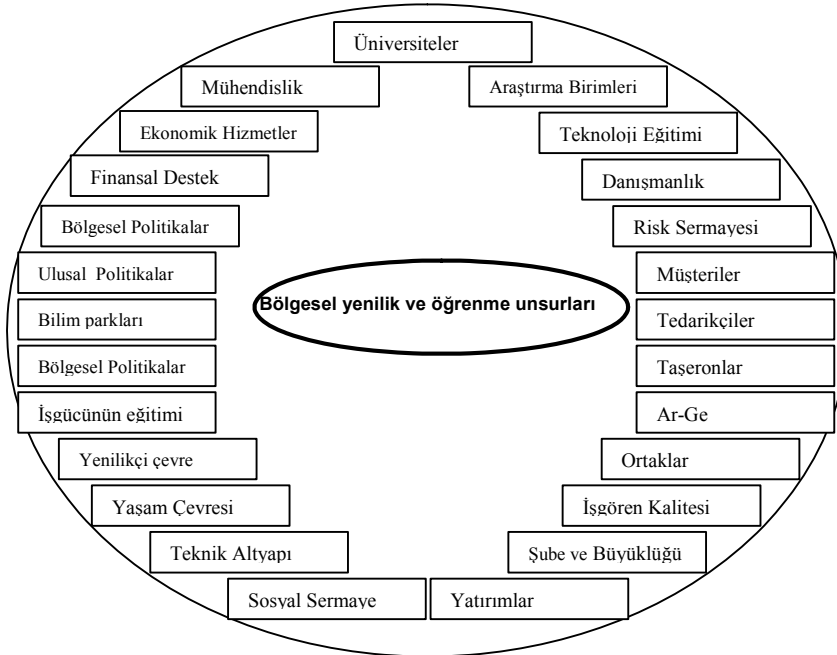 Üniversiteler
Mühendislik
Araştırma Birimleri
Ekonomik Hizmetler
Teknoloji Eğitimi
Finansal Destek
Danışmanlık
Bölgesel Politikalar
Risk Sermayesi
Ulusal Politikalar
Müşteriler
Bölgesel yenilik ve öğrenme unsurları
Bilim parkları
Tedarikçiler
Bölgesel Politikalar
Taşeronlar
İşgücünün eğitimi
Ar-Ge
Yenilikçi çevre
Ortaklar
Yaşam Çevresi
İşgören Kalitesi
Teknik Altyapı
Şube ve Büyüklüğü
Sosyal Sermaye
Yatırımlar